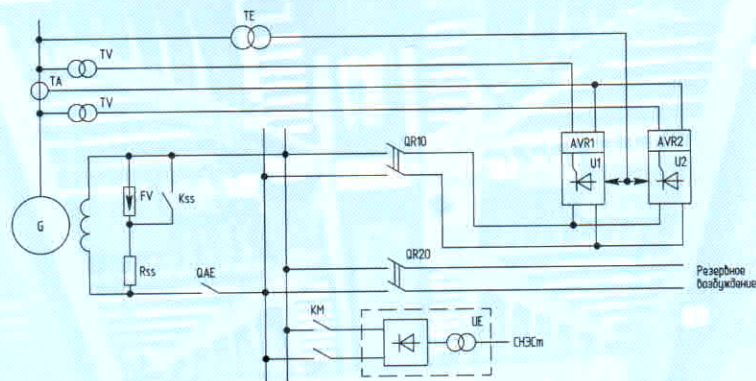 TE
TV
TA
TV
QR10
AVR1
AVR2
U1
U2
FV
Kss
G
Rss
QAE
QR20
Резервное
возбуждение
KM
UE
СНЭСт